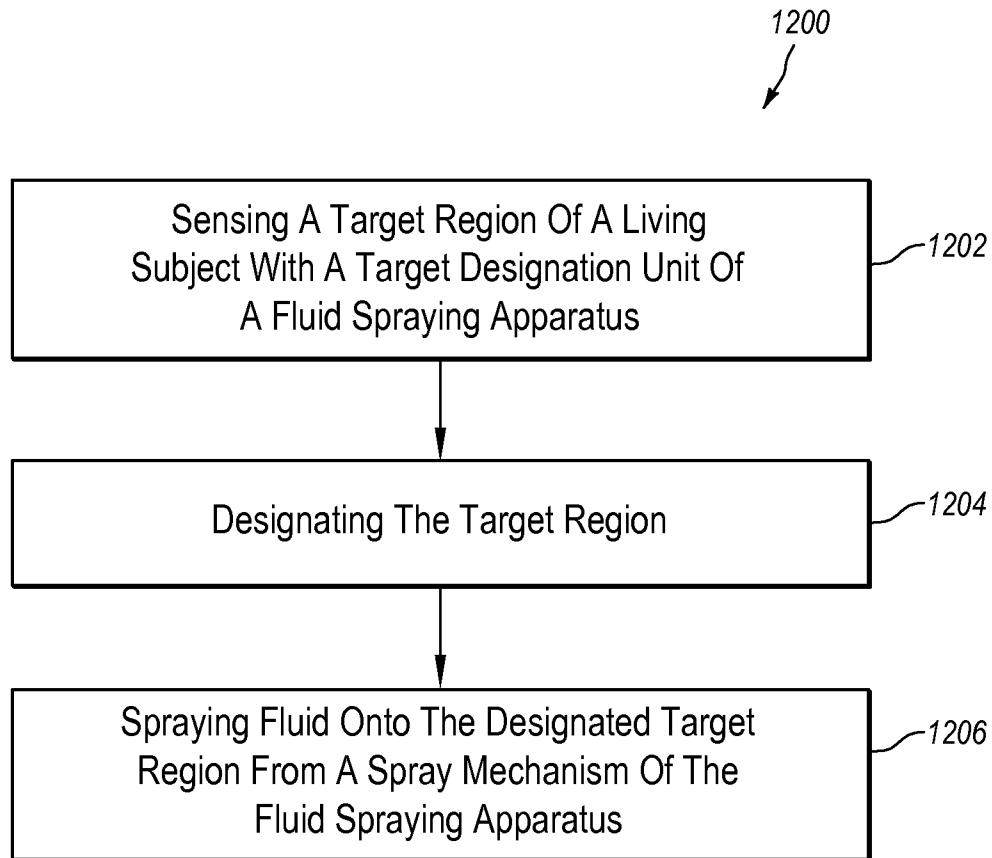 1200
Sensing A Target Region Of A Living
Subject With A Target Designation Unit Of
A Fluid Spraying Apparatus
1202
Designating The Target Region
1204
Spraying Fluid Onto The Designated Target
Region From A Spray Mechanism Of The
Fluid Spraying Apparatus
1206